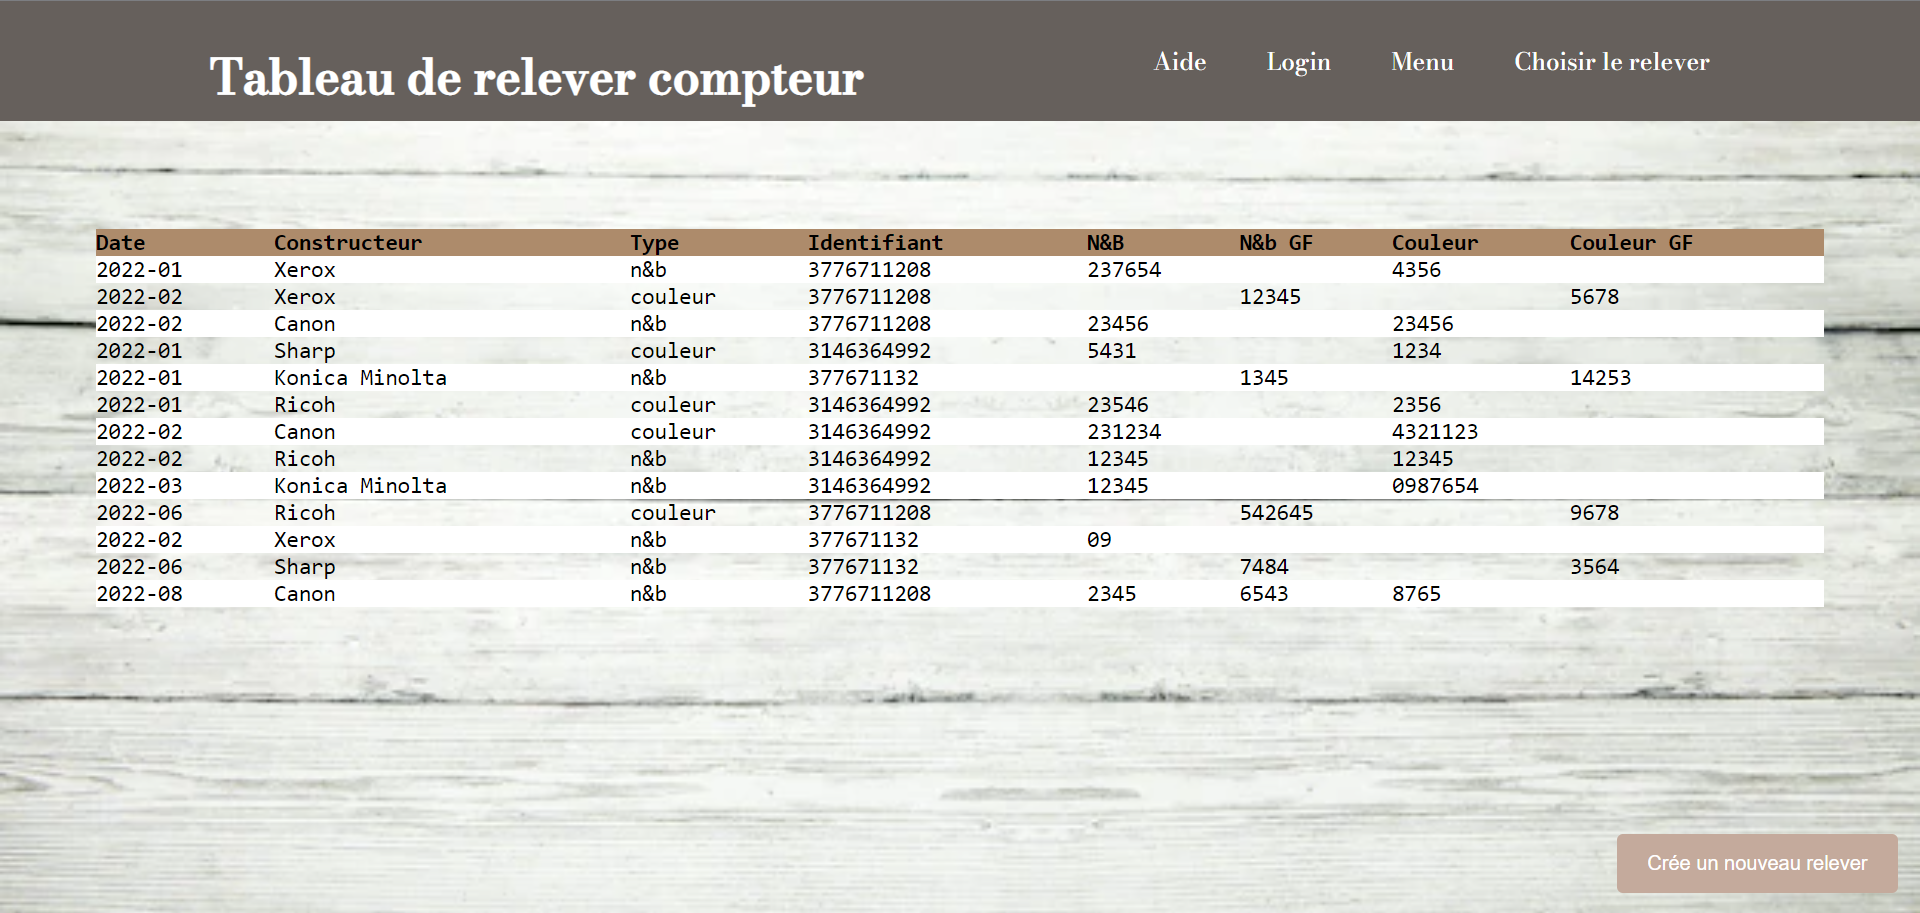 Tableau de relever compteur
Aide Login Menu Choisir le relever
Date Constructeur Type Identifiant N&B N&b GF Couleur Couleur GF
2022-01 Xerox n&b 3776711208 237654 4356
2022-02 Xerox couleur 3776711208 12345 5678
2022-02 Canon n&b 3776711208 23456 23456
2022-01 Sharp couleur 3146364992 5431 1234
2022-01 Konica Minolta n&b 377671132 1345 14253
2022-01 Ricoh couleur 3146364992 23546 2356
2022-02 Canon couleur 3146364992 231234 4321123
2022-02 Ricoh n&b 3146364992 12345 12345
2022-03 Konica Minolta n&b 3146364992 12345 0987654
2022-06 Ricoh couleur 3776711208 542645 9678
2022-02 Xerox n&b 377671132 09
2022-06 Sharp n&b 377671132 7484 3564
2022-08 Canon n&b 3776711208 2345 6543 8765
Crée un nouveau relever